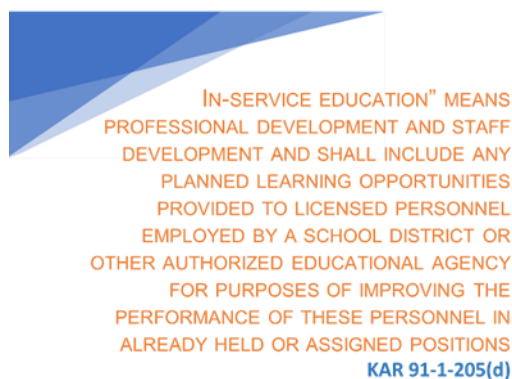 IN-SERVICE EDUCATION” MEANS
PROFESSIONAL DEVELOPMENT AND STAFF
DEVELOPMENT AND SHALL INCLUDE ANY
PLANNED LEARNING OPPORTUNITIES
PROVIDED TO LICENSED PERSONNEL
EMPLOYED BY A SCHOOL DISTRICT OR
OTHER AUTHORIZED EDUCATIONAL AGENCY
FOR PURPOSES OF IMPROVING THE
PERFORMANCE OF THESE PERSONNEL IN
ALREADY HELD OR ASSIGNED POSITIONS
KAR 91-1-205(d)